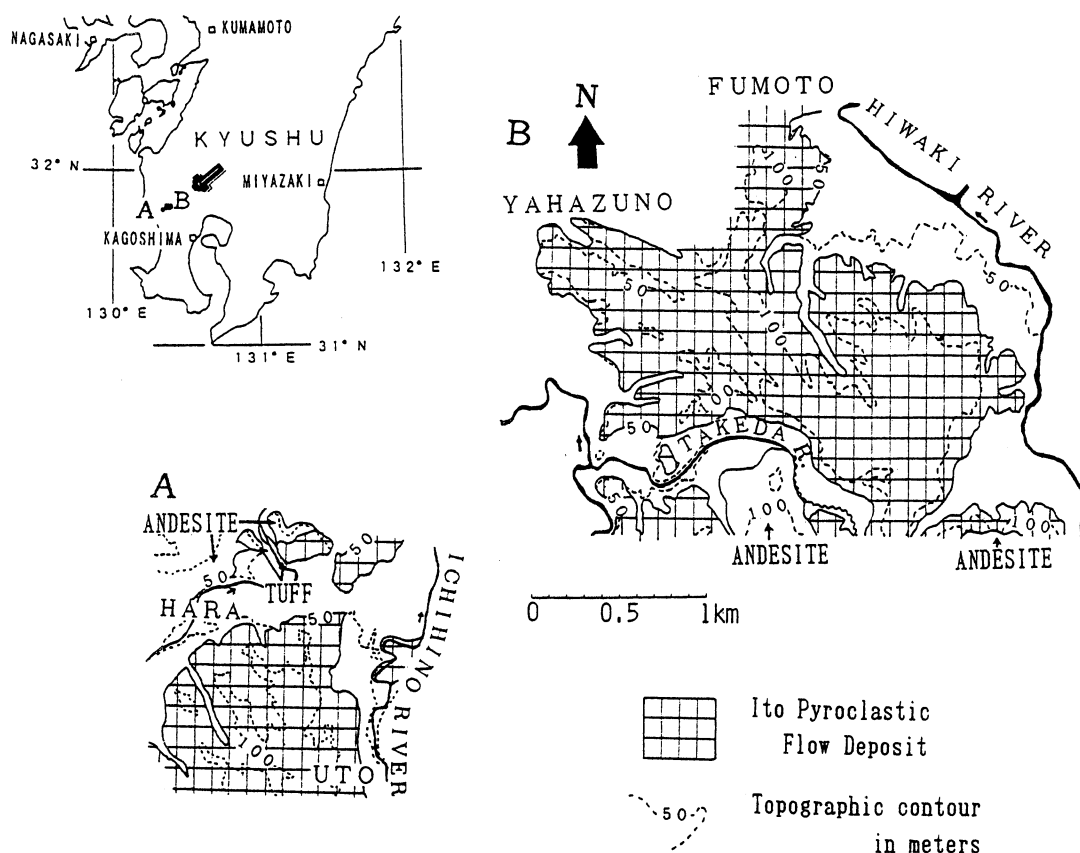 NAGASAKI
KUMAMOTO
KYUSHU
32° N
MIYAZAKI
A
B
KAGOSHIMA
132° E
130° E
131° E
31° N
B
N
FUMOTO
HIWAKI RIVER
YAHAZUNO
100
50
50
50
100
100
50
ATAKEDA R.
50
100
100
ANDESITE
ANDESITE
0 0.5 1km
A
ANDESITE
50
50
TUFF
HARA
50
100
UTO
ICHIHINO RIVER
Ito Pyroclastic
Flow Deposit
50
Topographic contour
in meters